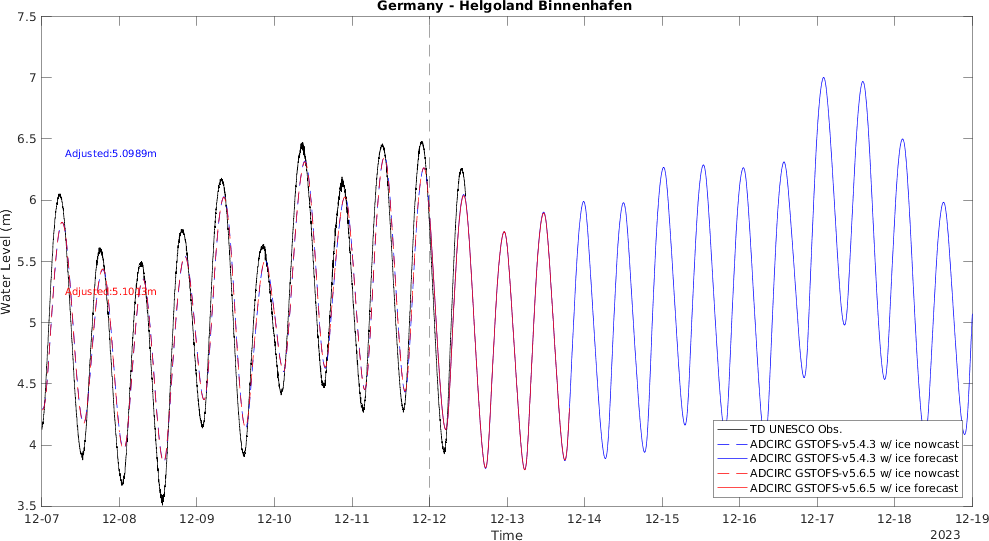 Germany - Helgoland Binnenhafen
7.5
7
6.5
6
5.5
5
4.5
4
3.5
Water Level (m)
Adjusted:5.0989m
Adjusted:5.1013m
TD UNESCO Obs.
ADCIRC GSTOFS-v5.4.3 w/ ice nowcast
ADCIRC GSTOFS-v5.4.3 w/ ice forecast
ADCIRC GSTOFS-v5.6.5 w/ ice nowcast
ADCIRC GSTOFS-v5.6.5 w/ ice forecast
12-07 12-08 12-09 12-10 12-11 12-12 12-13 12-14 12-15 12-16 12-17 12-18 12-19
Time
2023